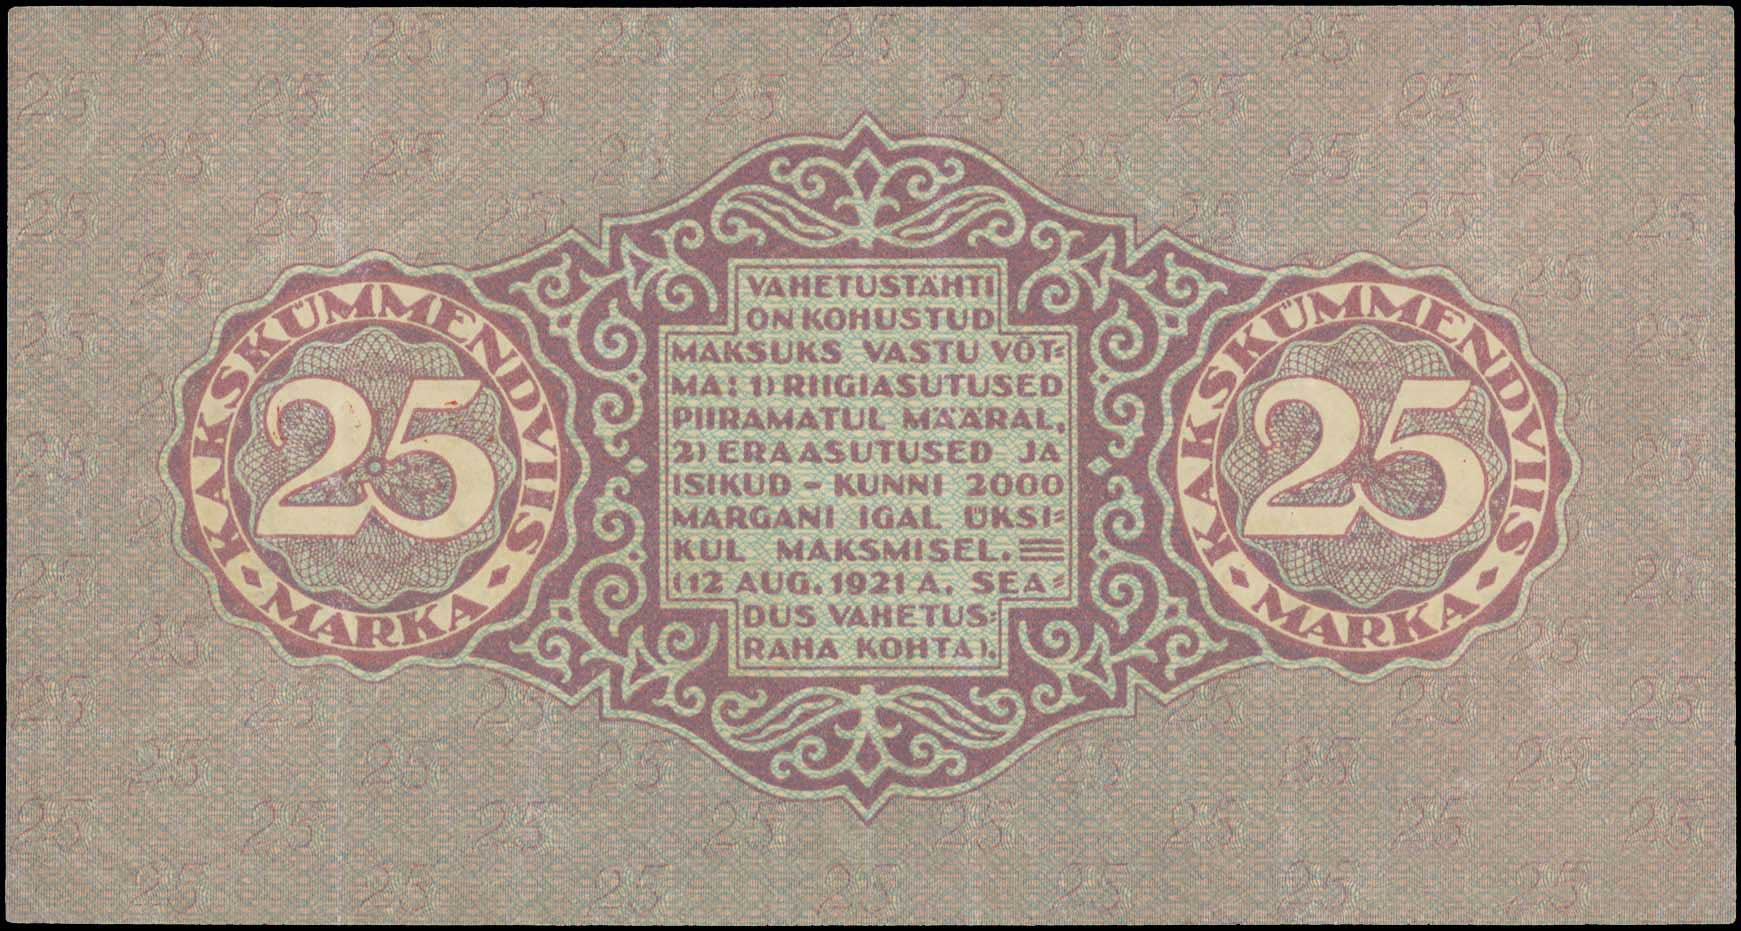 KAKSKÜMMENDVIIS
25
MARKA
VAHETUSTÄHTI
ON KOHUSTUD
MAKSUKS VASTU VÕT=
MA: 1) RIIGIASUTUSED
PIIRAMATUL MÄÄRAL,
2) ERAASUTUSED JA
ISIKUD – KUNNI 2000
MARGANI IGAL ÜKSI=
KUL MAKSMISEL.
(12 AUG. 1921 A. SEA=
DUS VAHETUS=
RAHA KOHTA).
KAKSKÜMMENDVIIS
25
MARKA